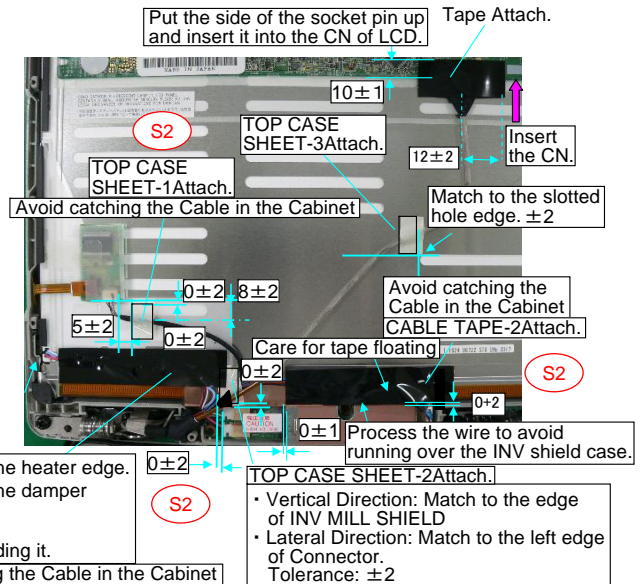 Put the side of the socket pin up
and insert it into the CN of LCD.
Tape Attach.
MADE IN JAPAN
10±1
S2
TOP CASE
SHEET-3Attach.
12±2
Insert
the CN.
TOP CASE
SHEET-1Attach.
Match to the slotted
hole edge. ±2
Avoid catching the Cable in the Cabinet
0±2
8±2
Avoid catching the
Cable in the Cabinet
CABLE TAPE-2Attach.
5±2
0±2
Care for tape floating
0±2
S2
0+2
CAUTION
0±1
Process the wire to avoid
running over the INV shield case.
ne heater edge.
ne damper
0±2
TOP CASE SHEET-2Attach.
S2
・Vertical Direction: Match to the edge
of INV MILL SHIELD
・Lateral Direction: Match to the left edge
of Connector.
Tolerance: ±2
ding it.
g the Cable in the Cabinet